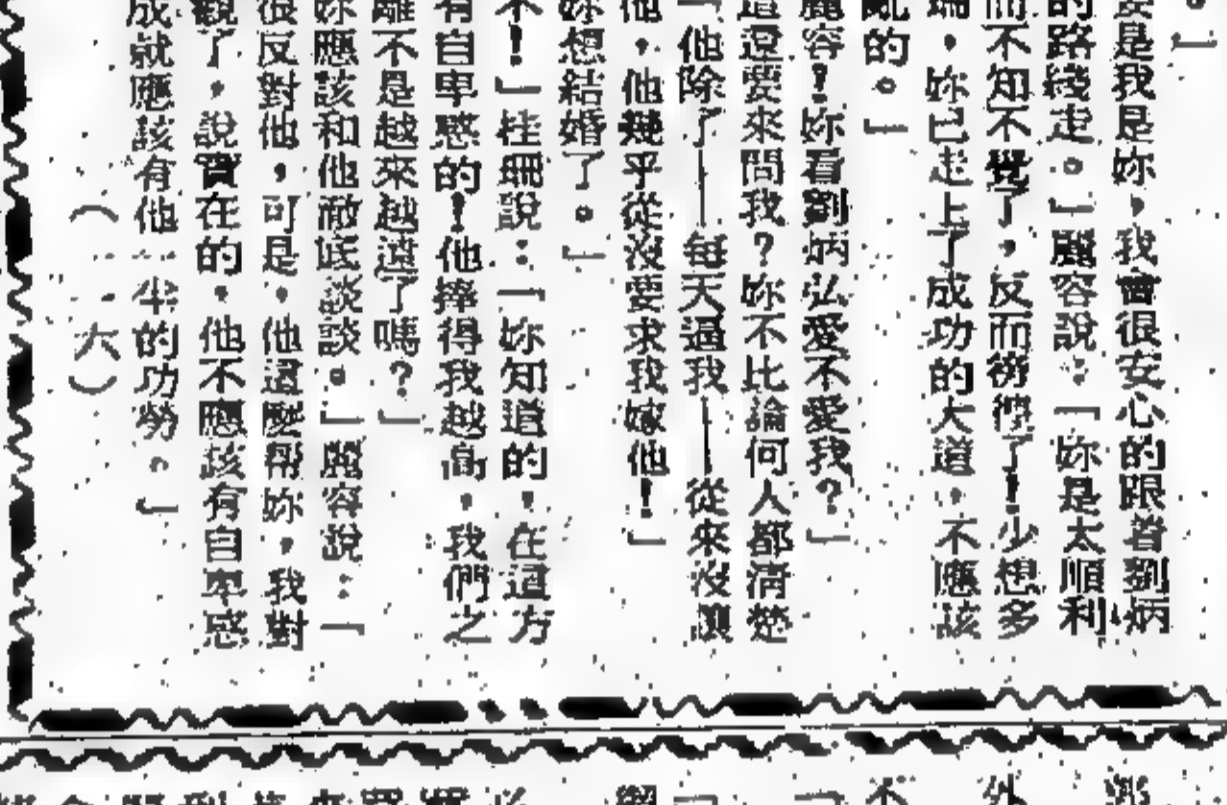 。」
要是我是妳，我會很安心的跟着劉炳
的路綫走。」麗容說：「妳是太順利
而不知不覺了，反而徬徨了！少想多
珊，妳已走上了成功的大道，不應該
亂的。」
麗容！妳看劉炳弘愛不愛我？」
這還要來問我？妳不比論何人都清楚
「他除了——每天逼我——從來沒讓
他，他幾乎從沒要求我嫁他！」
妳想結婚了。」
不！」桂珊說：「妳知道的，在這方
有自卑惑的！他捧得我越高，我們之
離不是越來越遠了嗎？」
妳應該和他敞底談談。」麗容說：「
很反對他，可是，他這麼帮妳，我對
觀了，說實在的，他不應該有自卑惑
成就應該有他一半的功勞。」
六）